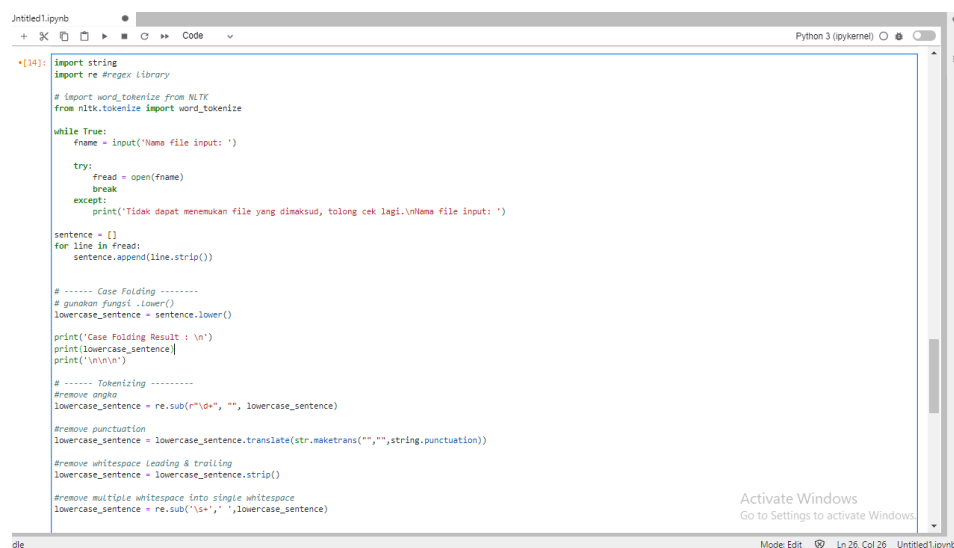 Untitled1.ipynb
Code
Python 3 (ipykernel)
[14]:
import string
import re #regex library
# import word_tokenize from NLTK
from nltk.tokenize import word_tokenize
while True:
fname = input('Nama file input: ')
try:
fread = open(fname)
break
except:
print('Tidak dapat menemukan file yang dimaksud, tolong cek lagi.\nNama file input: ')
sentence = []
for line in fread:
sentence.append(line.strip())
# ------ Case Folding --------
# gunakan fungsi .lower()
lowercase_sentence = sentence.lower()
print('Case Folding Result : \n')
print(lowercase_sentence)
print('\n\n\n')
# ------ Tokenizing ---------
#remove angka
lowercase_sentence = re.sub(r"\d+", "", lowercase_sentence)
#remove punctuation
lowercase_sentence = lowercase_sentence.translate(str.maketrans("","",string.punctuation))
#remove whitespace leading & trailing
lowercase_sentence = lowercase_sentence.strip()
#remove multiple whitespace into single whitespace
lowercase_sentence = re.sub('\s+',' ',lowercase_sentence)
Activate Windows
Go to Settings to activate Windows.
dle
Mode: Edit Ln 26, Col 26 Untitled1.ipynb